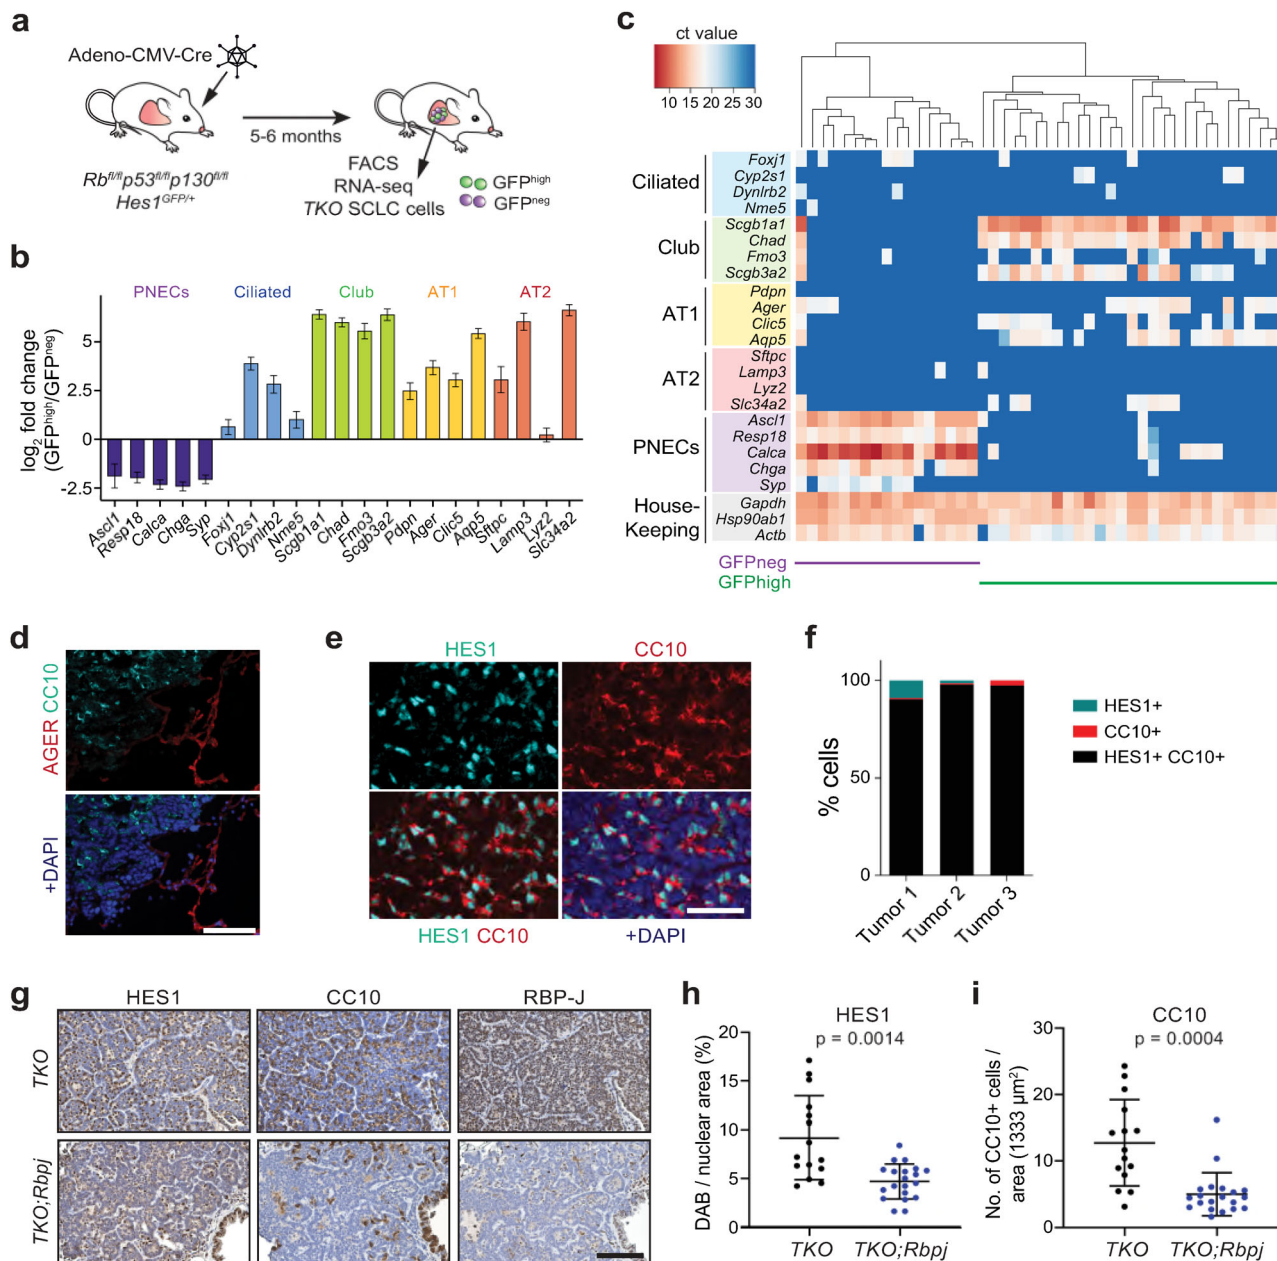 a
Adeno-CMV-Cre
5-6 months
Rbfl/flp53fl/flp130fl/fl
Hes1GFP/+
FACS
RNA-seq
TKO SCLC cells
GFPhigh
GFPneg
b
log2 fold change
(GFPhigh/GFPneg)
PNECs Ciliated Club AT1 AT2
5
2.5
0
-2.5
Ascl1 Resp18 Calca Chga Syp Foxj1 Cyp2s1 Dynlrb2 Nme5 Scgb1a1 Chad Fmo3 Scgb3a2 Pdpn Ager Clic5 Aqp5 Sftpc Lamp3 Lyz2 Slc34a2
c
ct value
10 15 20 25 30
Ciliated
Foxj1
Cyp2s1
Dynlrb2
Nme5
Club
Scgb1a1
Chad
Fmo3
Scgb3a2
AT1
Pdpn
Ager
Clic5
Aqp5
AT2
Sftpc
Lamp3
Lyz2
Slc34a2
PNECs
Ascl1
Resp18
Calca
Chga
Syp
House-
Keeping
Gapdh
Hsp90ab1
Actb
GFPneg
GFPhigh
d
AGER CC10
+DAPI
e
HES1 CC10
HES1 CC10 +DAPI
f
% cells
100
50
0
Tumor 1 Tumor 2 Tumor 3
HES1+
CC10+
HES1+ CC10+
g
HES1 CC10 RBP-J
TKO
TKO;Rbpj
h
HES1
p = 0.0014
DAB / nuclear area (%)
20
15
10
5
0
TKO TKO;Rbpj
i
CC10
p = 0.0004
No. of CC10+ cells /
area (1333 µm²)
30
20
10
0
TKO TKO;Rbpj